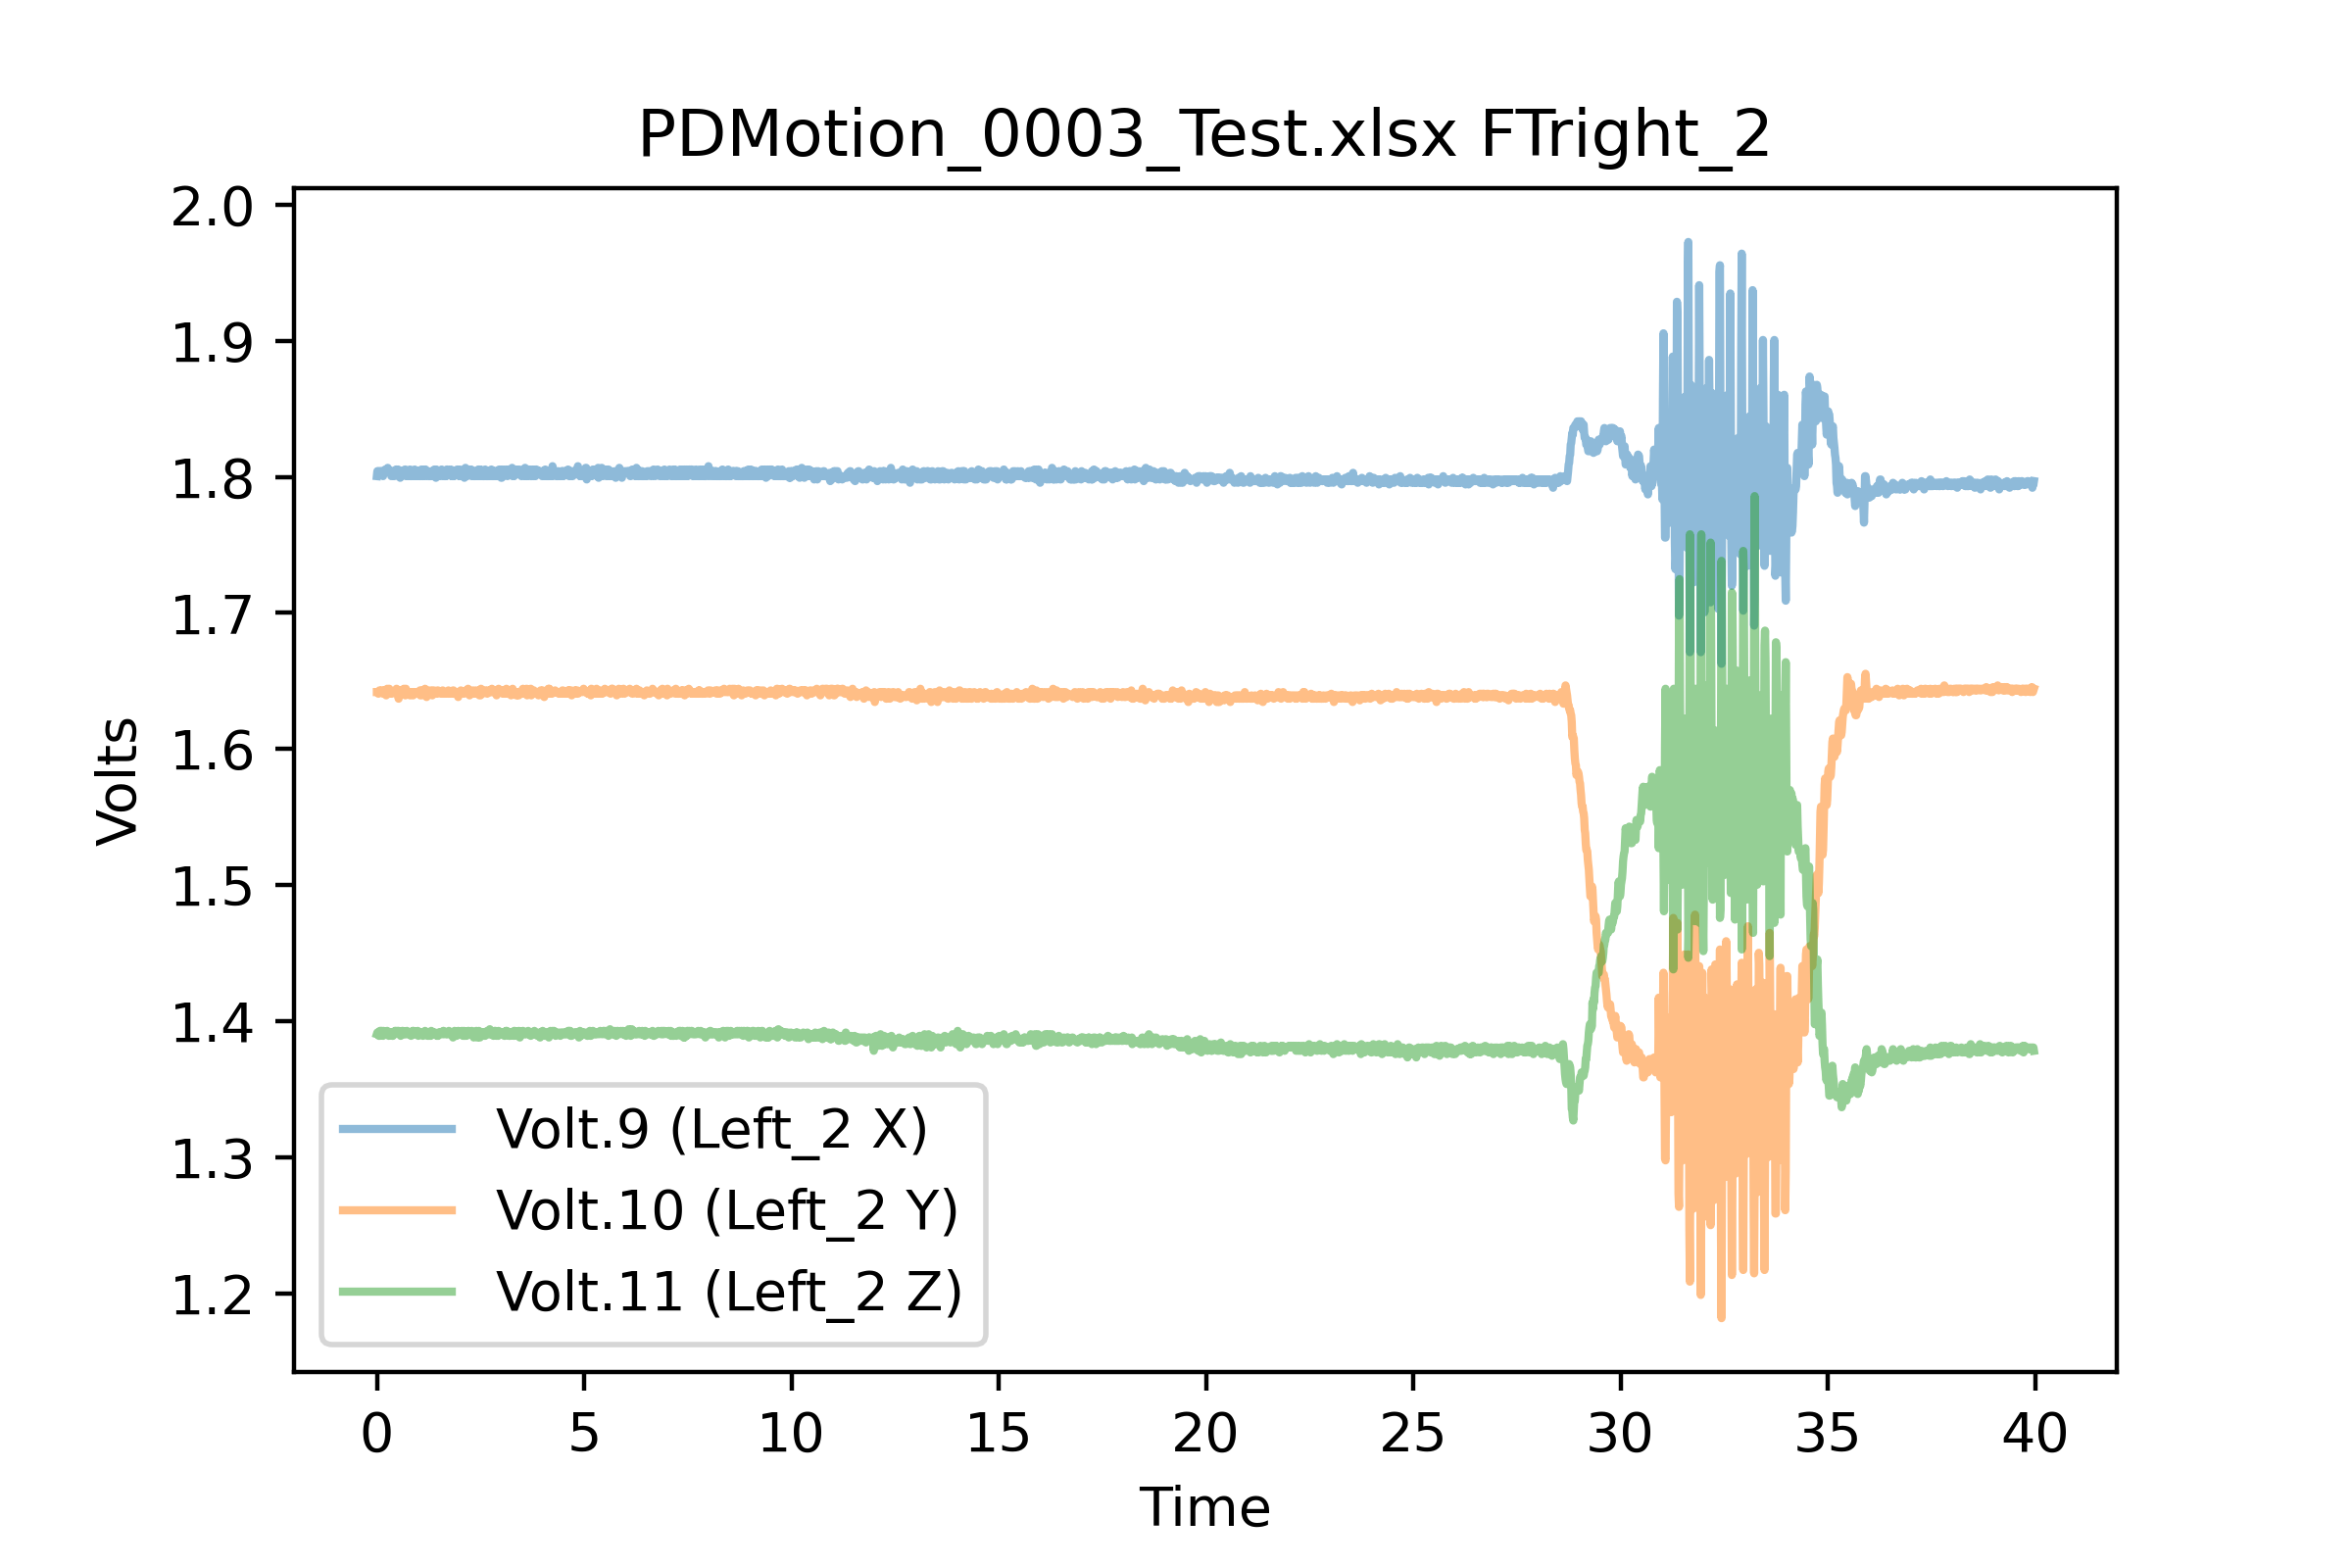 PDMotion_0003_Test.xlsx FTright_2
2.0
1.9
1.8
1.7
1.6
1.5
1.4
1.3
1.2
Volts
Volt.9 (Left_2 X)
Volt.10 (Left_2 Y)
Volt.11 (Left_2 Z)
0 5 10 15 20 25 30 35 40
Time